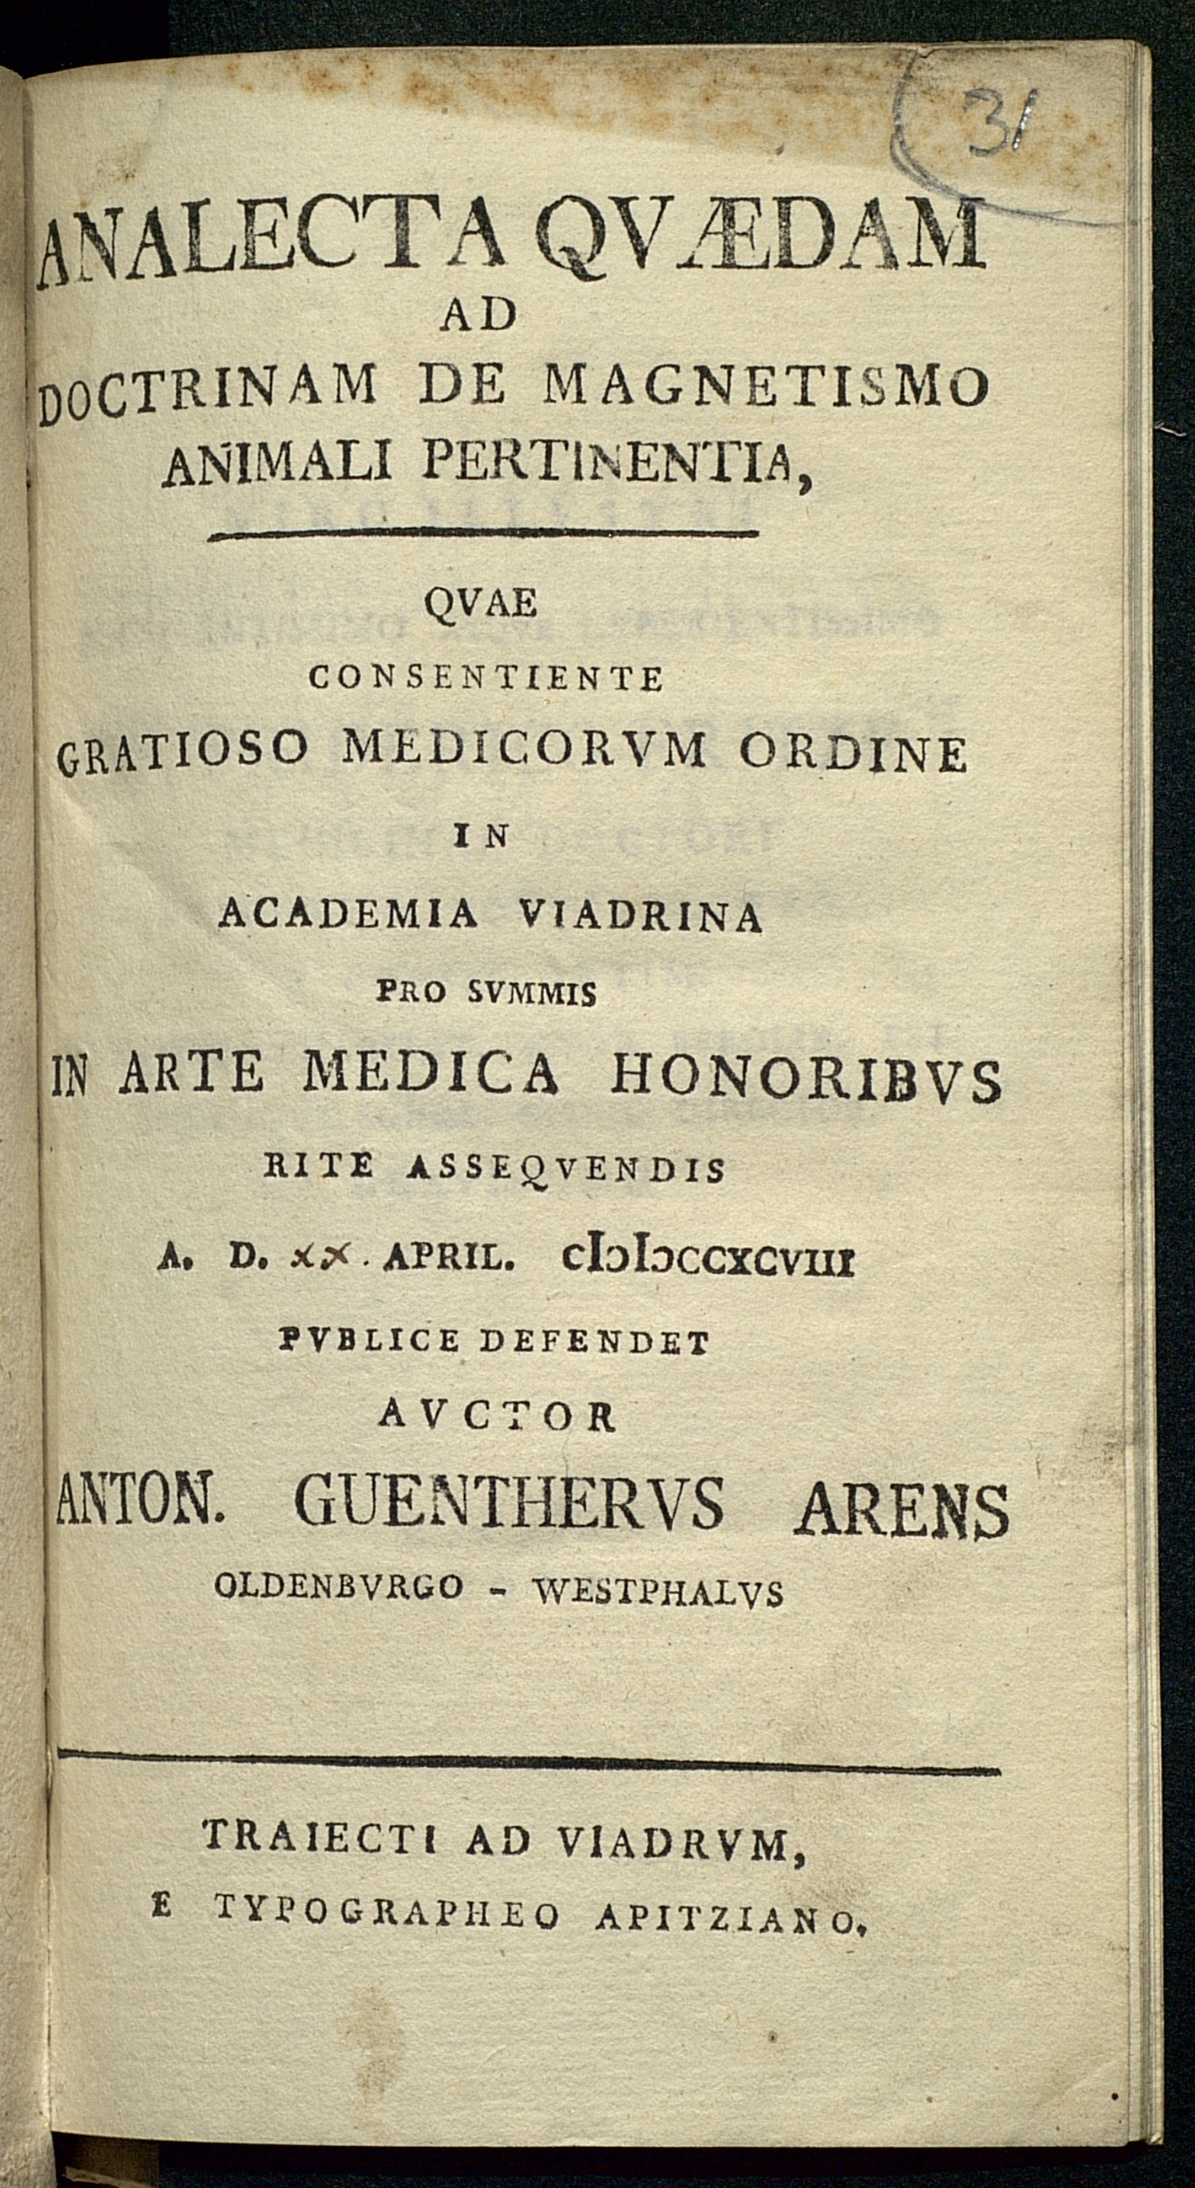 31
ANALECTA QVÆDAM
AD
DOCTRINAM DE MAGNETISMO
ANIMALI PERTINENTIA,
QVAE
CONSENTIENTE
GRATIOSO MEDICORVM ORDINE
IN
ACADEMIA VIADRINA
PRO SVMMIS
IN ARTE MEDICA HONORIBVS
RITE ASSEQVENDIS
A. D. xx. APRIL. cIɔIɔCCXCVIII
PVBLICE DEFENDET
AVCTOR
ANTON. GUENTHERVS ARENS
OLDENBVRGO - WESTPHALVS
TRAIECTI AD VIADRVM,
E TYPOGRAPHEO APITZIANO.